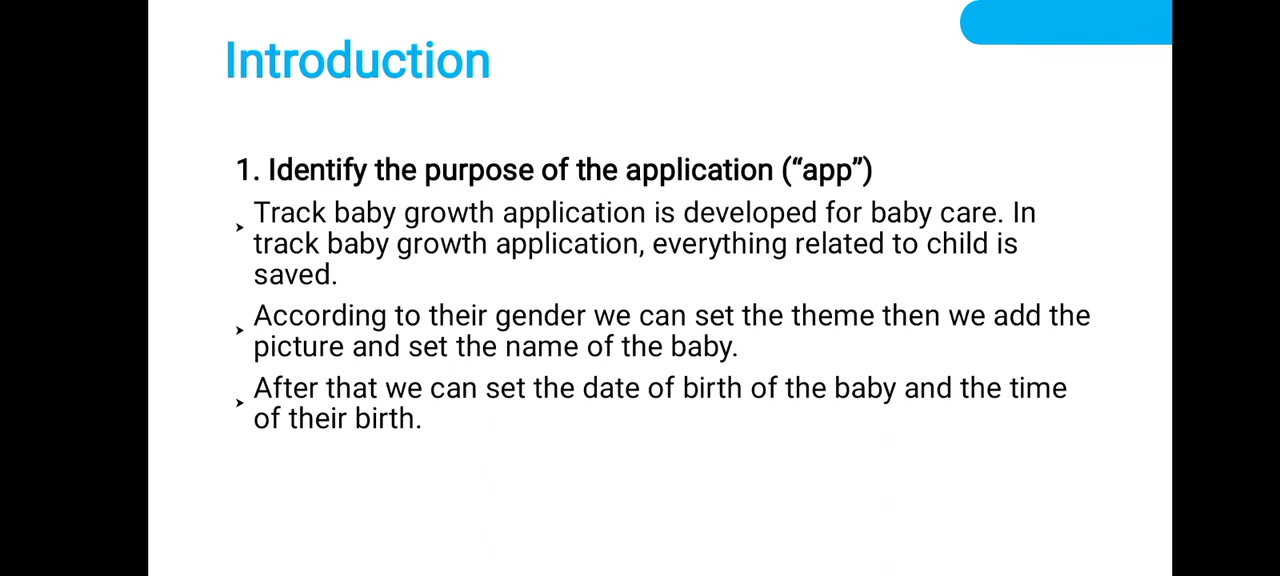 Introduction
1. Identify the purpose of the application (“app”)
➤ Track baby growth application is developed for baby care. In
track baby growth application, everything related to child is
saved.
➤ According to their gender we can set the theme then we add the
picture and set the name of the baby.
➤ After that we can set the date of birth of the baby and the time
of their birth.